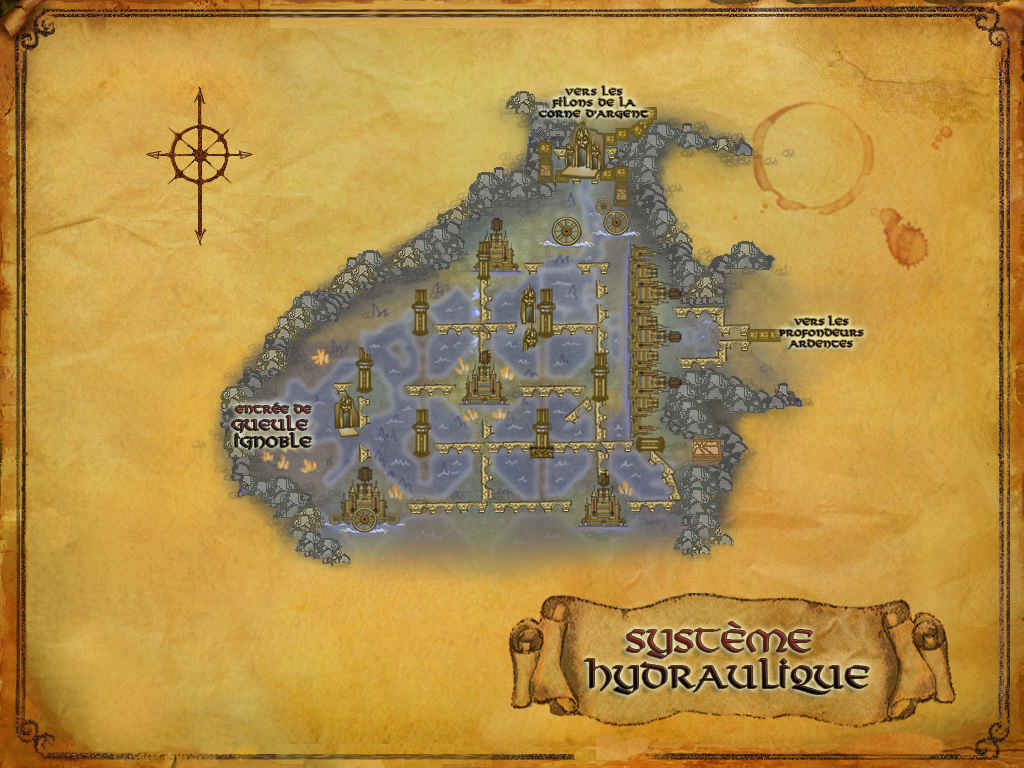 vers les
filons de la
corne d'argent
vers les
profondeurs
ardentes
entrée de
gueule
ignoble
système
hydraulique